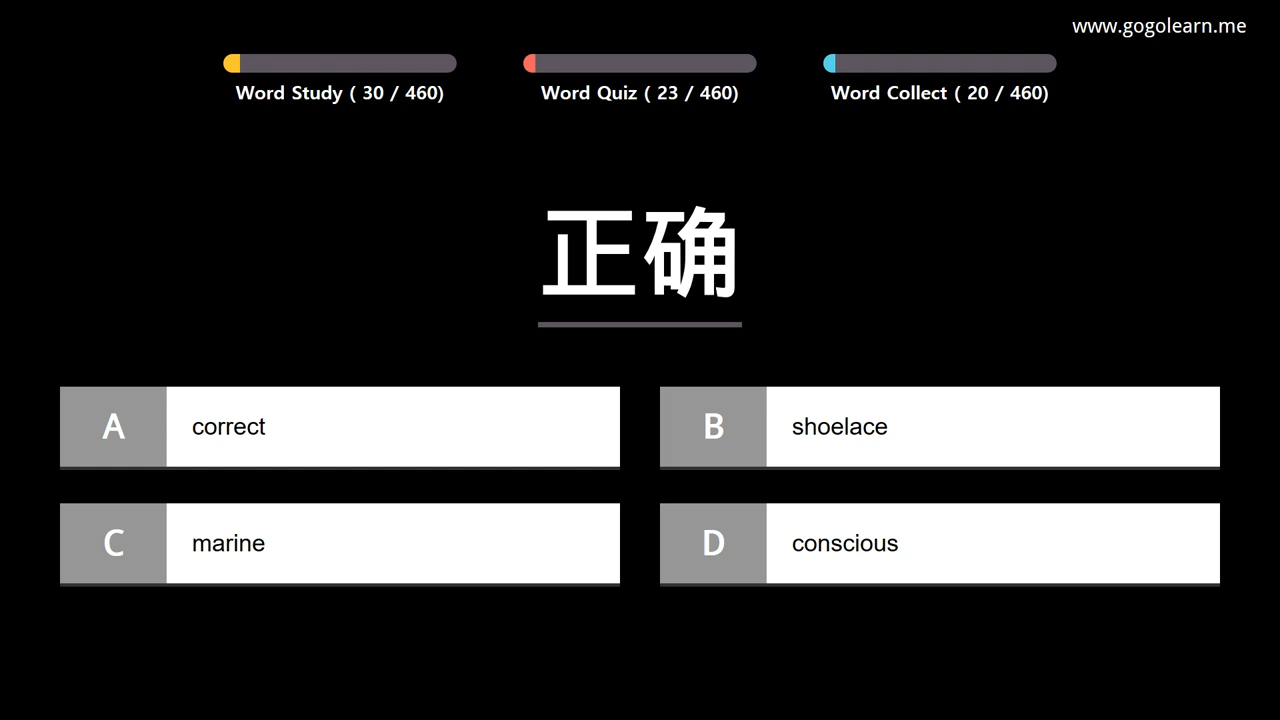 www.gogolearn.me
Word Study ( 30 / 460)
Word Quiz ( 23 / 460)
Word Collect ( 20 / 460)
正确
A correct
B shoelace
C marine
D conscious